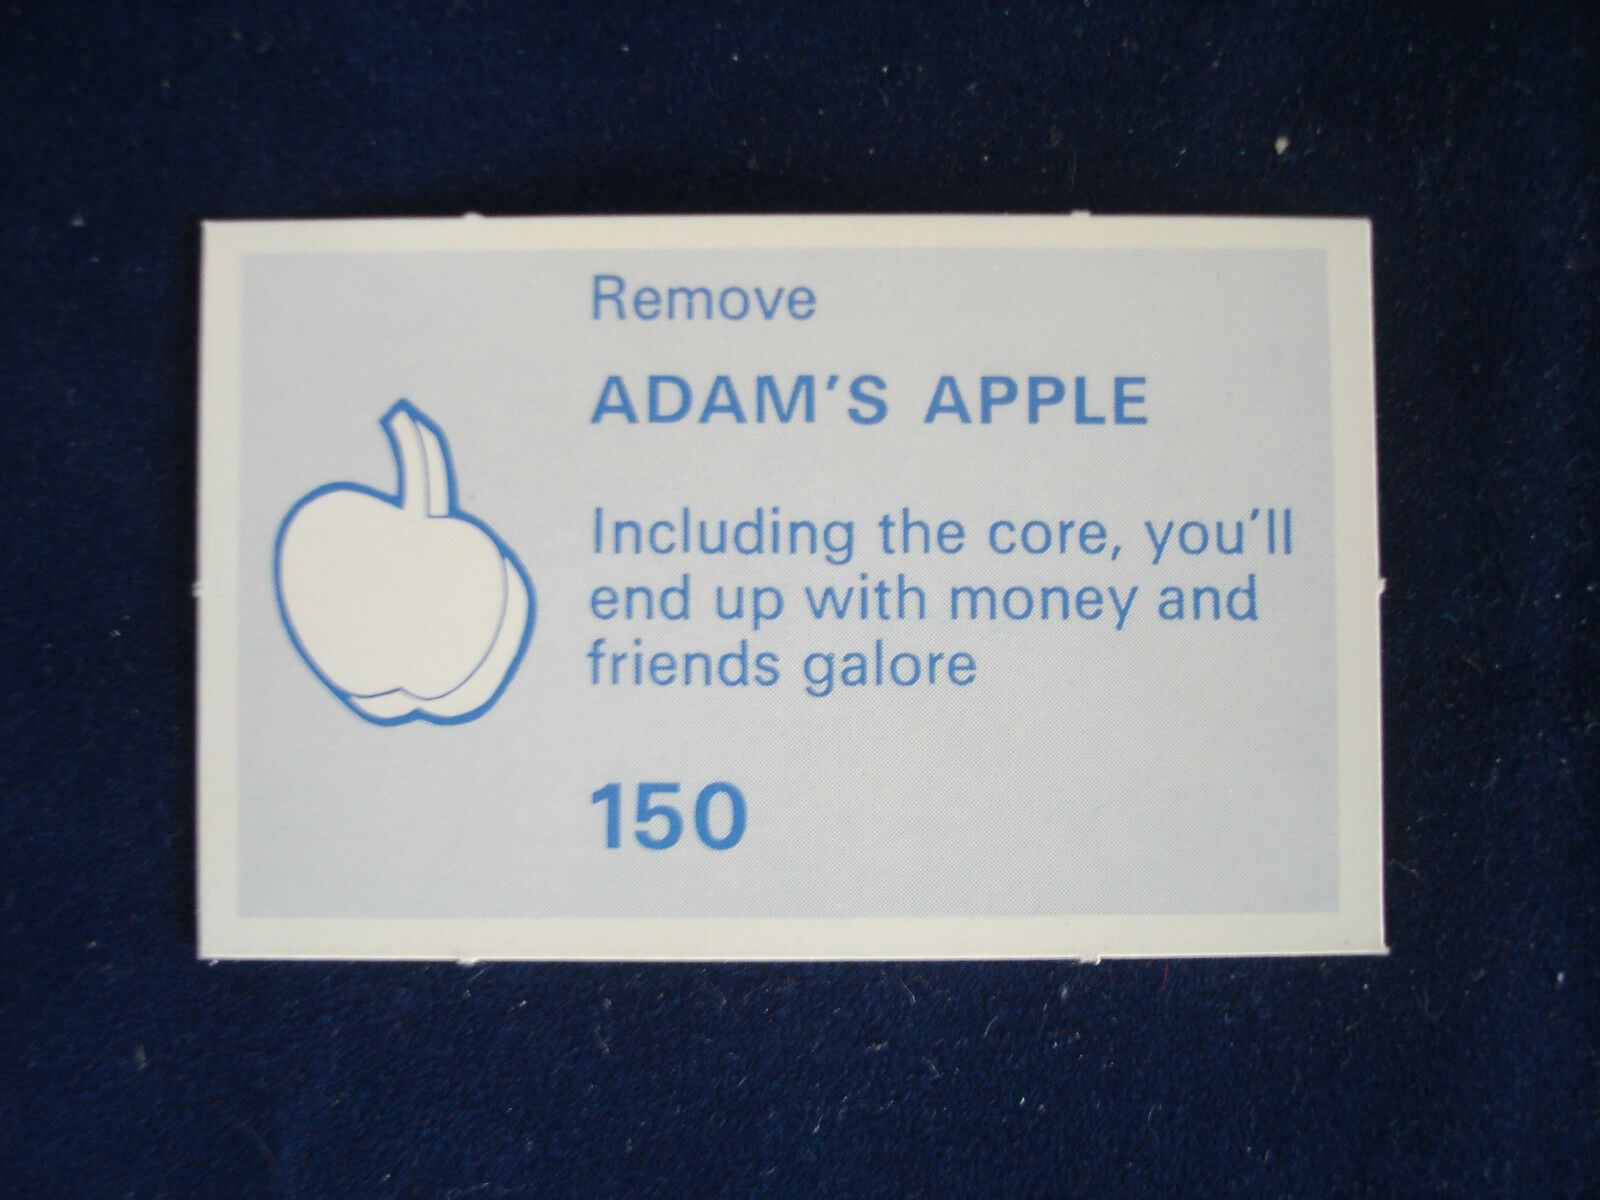 Remove
ADAM'S APPLE
Including the core, you'll
end up with money and
friends galore
150